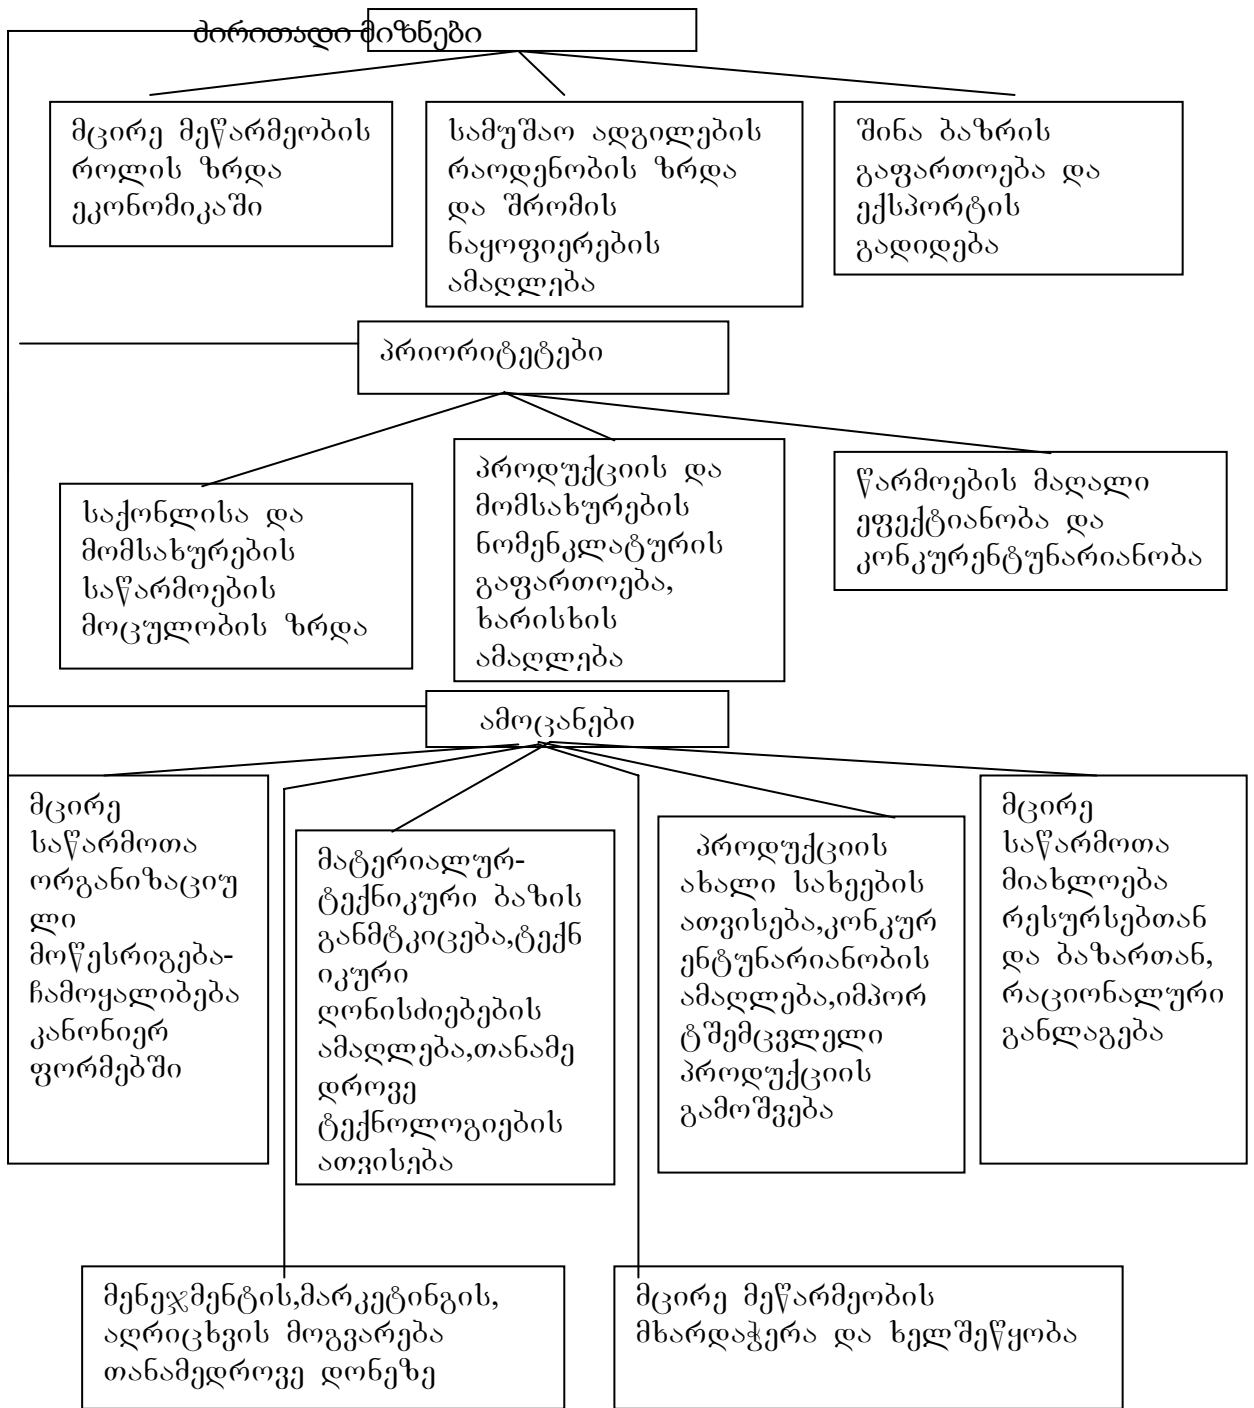 ძირითადი მიზნები
მცირე მეწარმეობის
როლის ზრდა
ეკონომიკაში
სამუშაო ადგილების
რაოდენობის ზრდა
და შრომის
ნაყოფიერების
ამაღლება
შინა ბაზრის
გაფართოება და
ექსპორტის
გადიდება
პრიორიტეტები
საქონლისა და
მომსახურების
საწარმოების
მოცულობის ზრდა
პროდუქციის და
მომსახურების
ნომენკლატურის
გაფართოება,
ხარისხის
ამაღლება
წარმოების მაღალი
ეფექტიანობა და
კონკურენტუნარიანობა
ამოცანები
მცირე
საწარმოთა
ორგანიზაციუ
ლი
მოწესრიგება-
ჩამოყალიბება
კანონიერ
ფორმებში
მატერიალურ-
ტექნიკური ბაზის
განმტკიცება,ტექნ
იკური
ღონისძიებების
ამაღლება,თანამე
დროვე
ტექნოლოგიების
ათვისება
პროდუქციის
ახალი სახეების
ათვისება,კონკურ
ენტუნარიანობის
ამაღლება,იმპორ
ტშემცვლელი
პროდუქციის
გამოშვება
მცირე
საწარმოთა
მიახლოება
რესურსებთან
და ბაზართან,
რაციონალური
განლაგება
მენეჯმენტის,მარკეტინგის,
აღრიცხვის მოგვარება
თანამედროვე დონეზე
მცირე მეწარმეობის
მხარდაჭერა და ხელშეწყობა